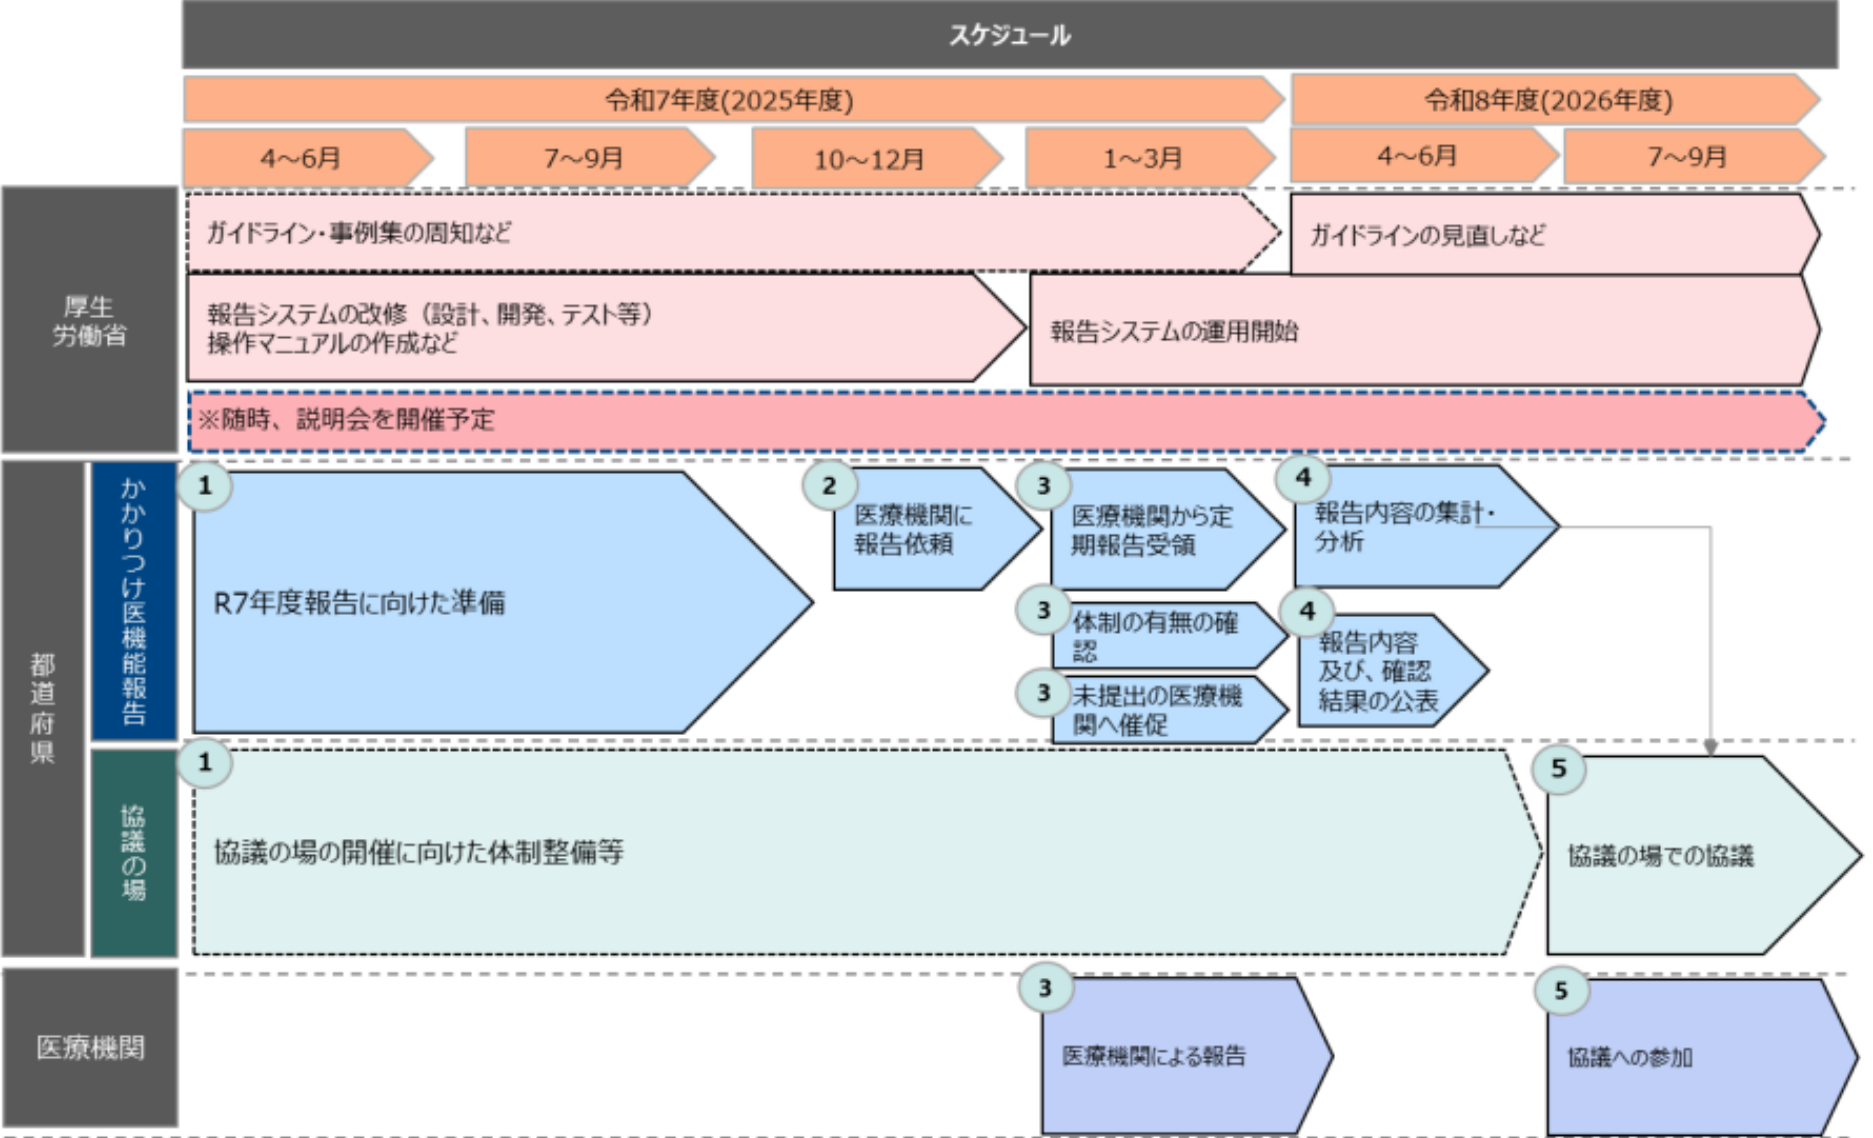 スケジュール
令和7年度(2025年度)
令和8年度(2026年度)
4～6月
7～9月
10～12月
1～3月
4～6月
7～9月
厚生
労働省
ガイドライン・事例集の周知など
ガイドラインの見直しなど
報告システムの改修（設計、開発、テスト等）
操作マニュアルの作成など
報告システムの運用開始
※随時、説明会を開催予定
都道府県
かかりつけ医機能報告
1
R7年度報告に向けた準備
2
医療機関に
報告依頼
3
医療機関から定
期報告受領
3
体制の有無の確
認
3
未提出の医療機
関へ催促
4
報告内容の集計・
分析
4
報告内容
及び、確認
結果の公表
協議の場
1
協議の場の開催に向けた体制整備等
5
協議の場での協議
医療機関
3
医療機関による報告
5
協議への参加